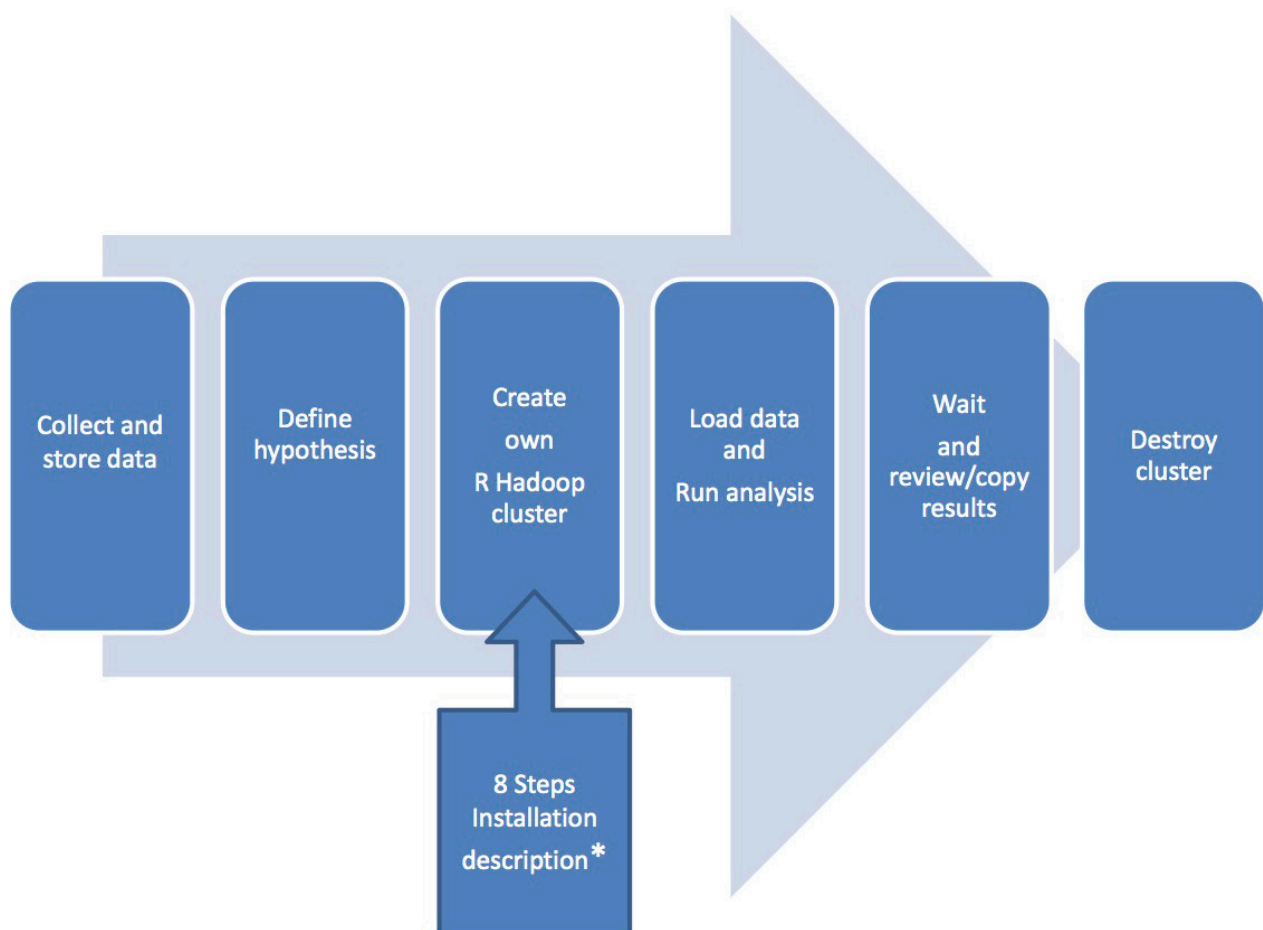 Collect and
store data
Define
hypothesis
Create
own
R Hadoop
cluster
Load data
and
Run analysis
Wait
and
review/copy
results
Destroy
cluster
8 Steps
Installation
description*